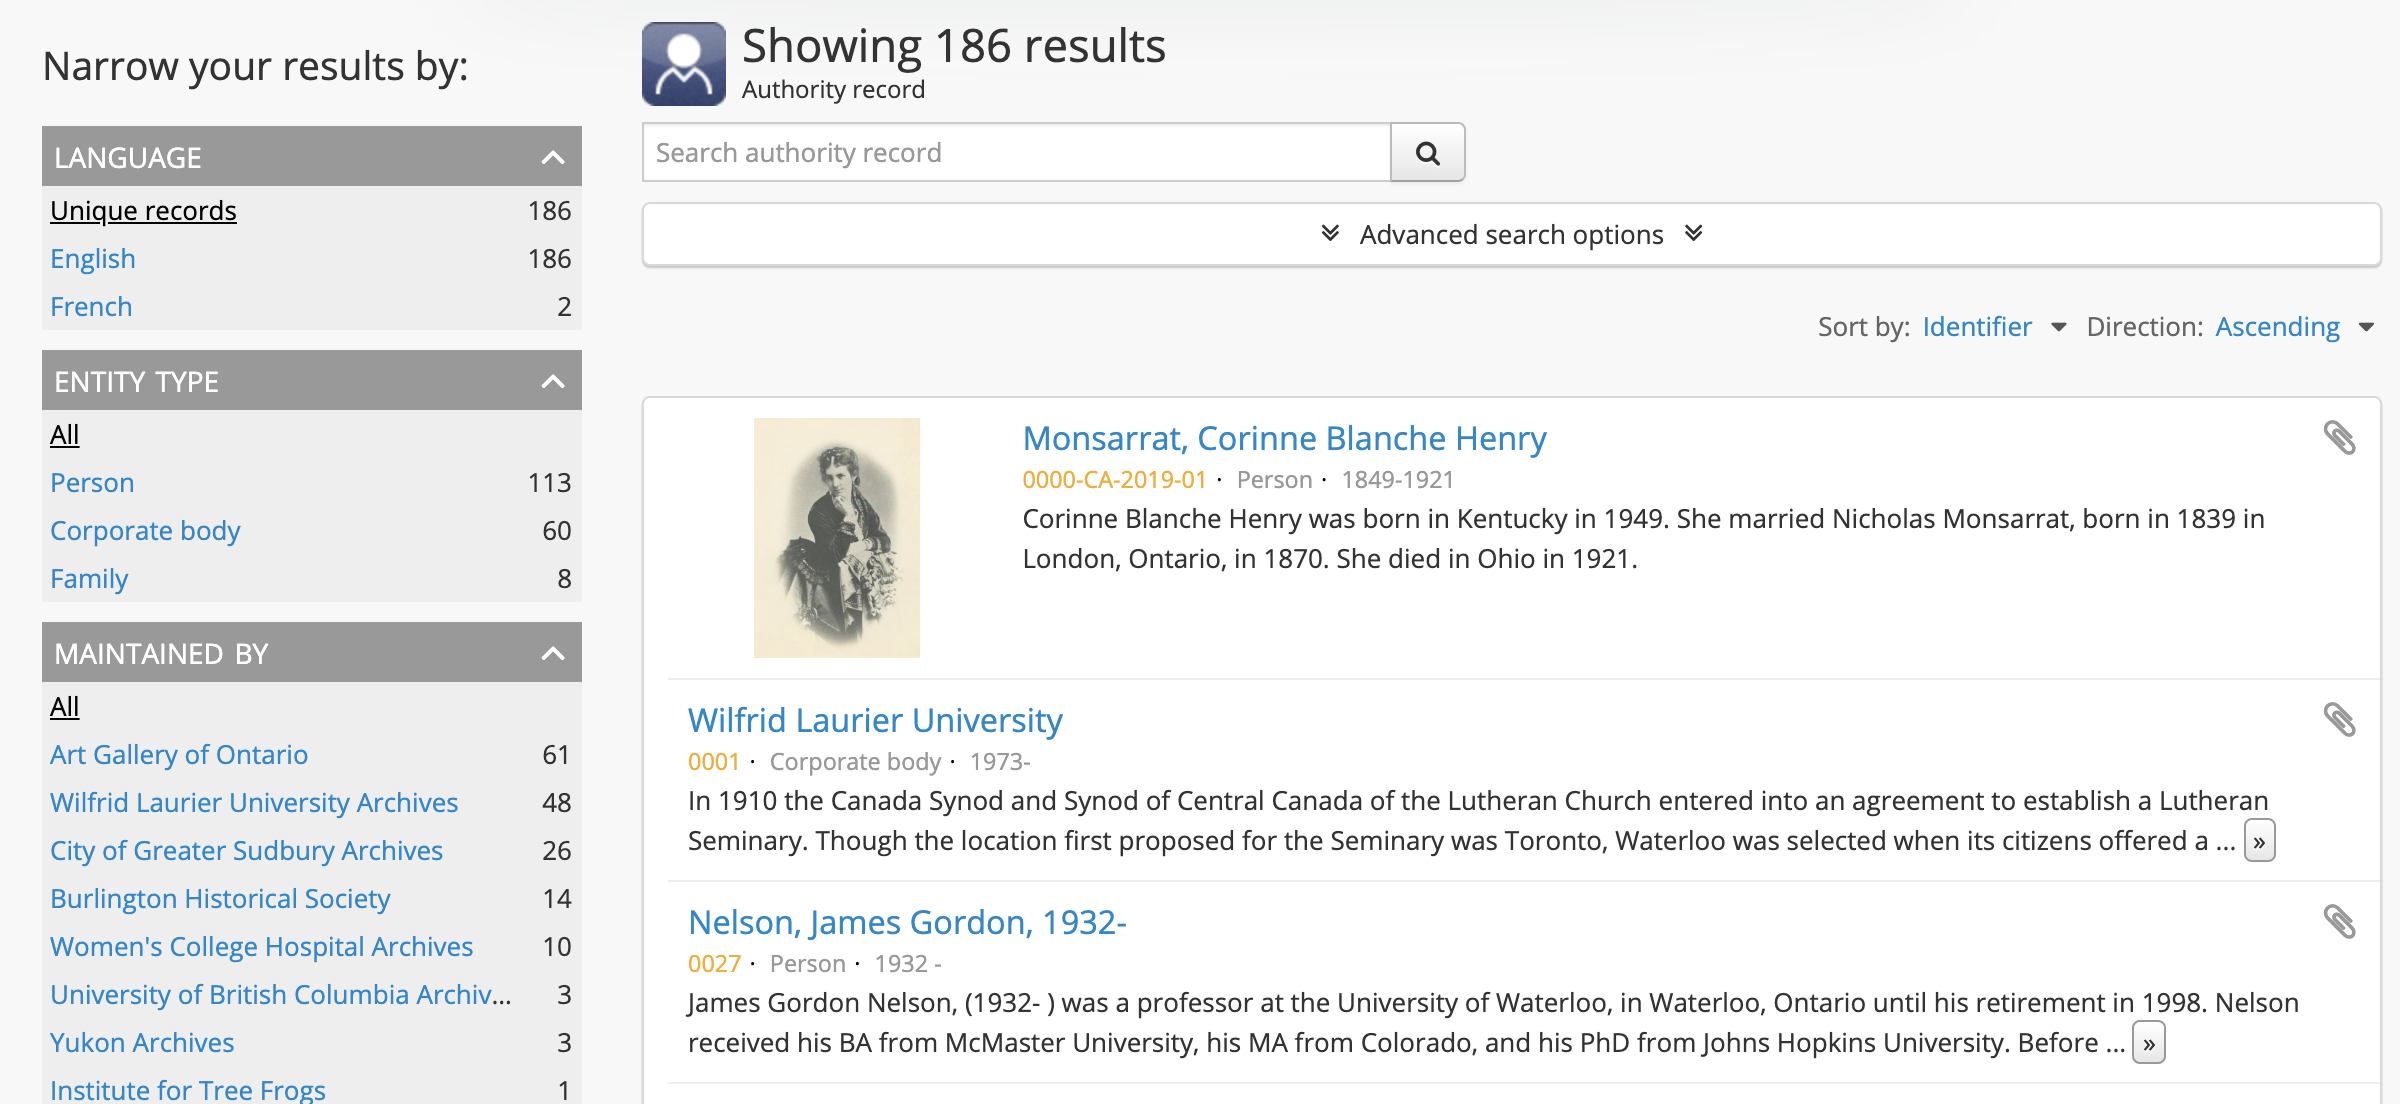 Narrow your results by:
LANGUAGE
Unique records 186
English 186
French 2
ENTITY TYPE
All
Person 113
Corporate body 60
Family 8
MAINTAINED BY
All
Art Gallery of Ontario 61
Wilfrid Laurier University Archives 48
City of Greater Sudbury Archives 26
Burlington Historical Society 14
Women's College Hospital Archives 10
University of British Columbia Archiv... 3
Yukon Archives 3
Institute for Tree Frogs 1
Showing 186 results
Authority record
Search authority record
Advanced search options
Sort by: Identifier Direction: Ascending
Monsarrat, Corinne Blanche Henry
0000-CA-2019-01 · Person · 1849-1921
Corinne Blanche Henry was born in Kentucky in 1949. She married Nicholas Monsarrat, born in 1839 in
London, Ontario, in 1870. She died in Ohio in 1921.
Wilfrid Laurier University
0001 · Corporate body · 1973-
In 1910 the Canada Synod and Synod of Central Canada of the Lutheran Church entered into an agreement to establish a Lutheran
Seminary. Though the location first proposed for the Seminary was Toronto, Waterloo was selected when its citizens offered a ... »
Nelson, James Gordon, 1932-
0027 · Person · 1932 -
James Gordon Nelson, (1932- ) was a professor at the University of Waterloo, in Waterloo, Ontario until his retirement in 1998. Nelson
received his BA from McMaster University, his MA from Colorado, and his PhD from Johns Hopkins University. Before ... »